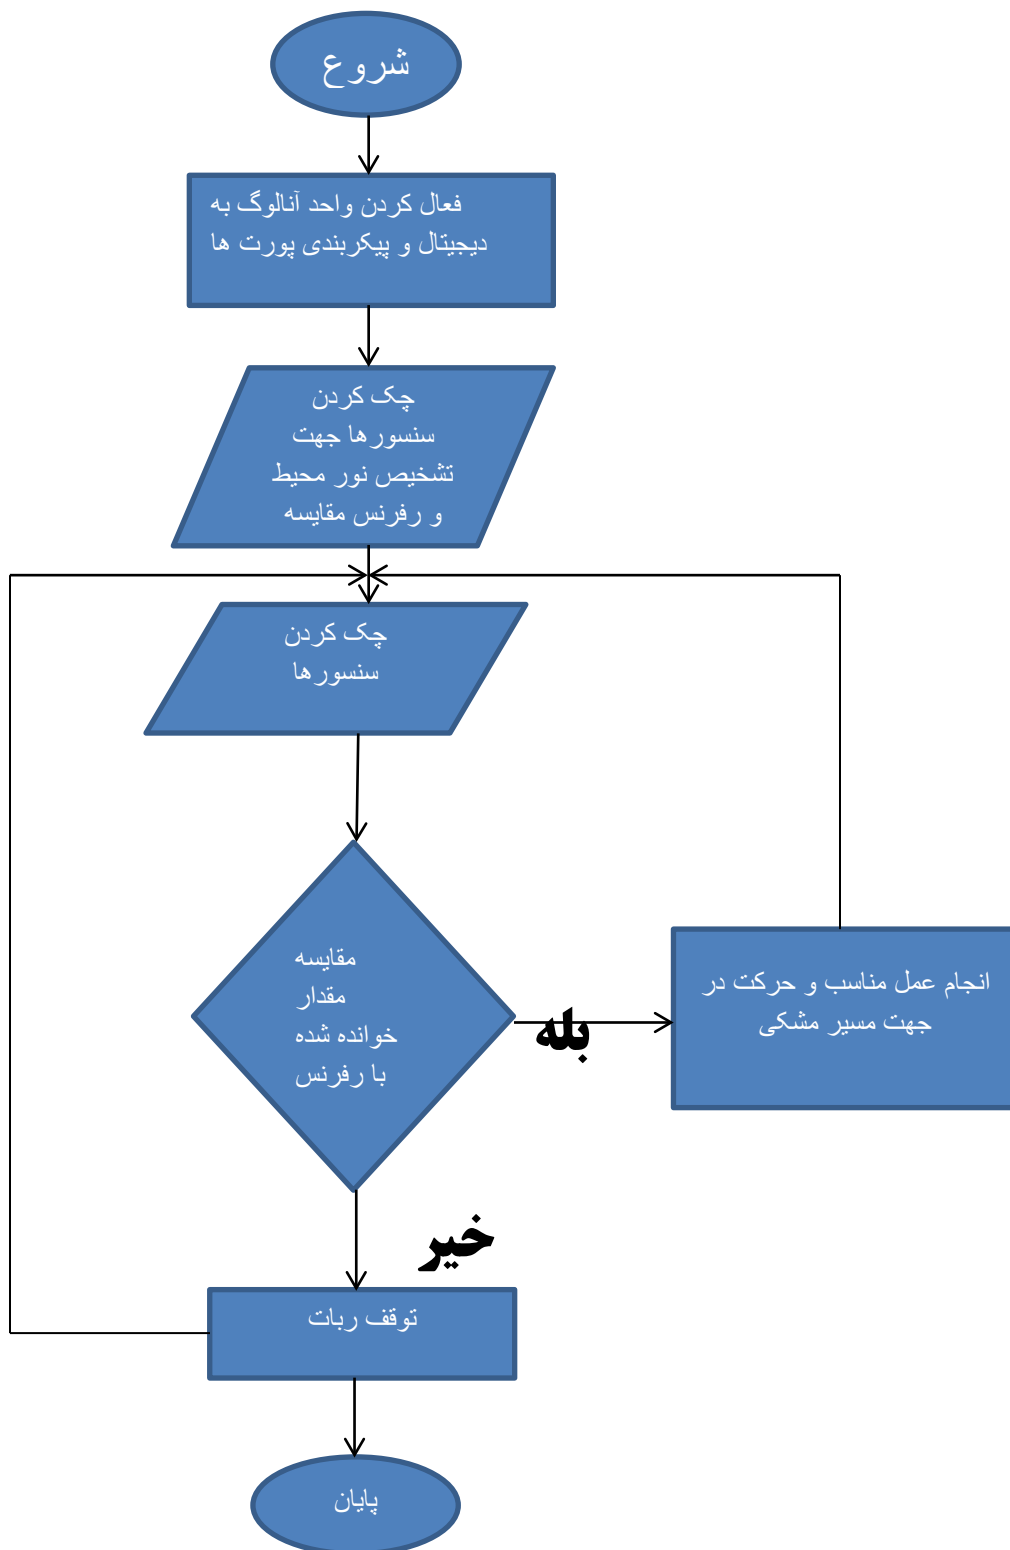 شروع
فعال کردن واحد آنالوگ به
دیجیتال و پیکربندی پورت ها
چک کردن
سنسورها جهت
تشخیص نور محیط
و رفرنس مقایسه
چک کردن
سنسورها
مقایسه
مقدار
خوانده شده
با رفرنس
بله
انجام عمل مناسب و حرکت در
جهت مسیر مشکی
خیر
توقف ربات
پایان